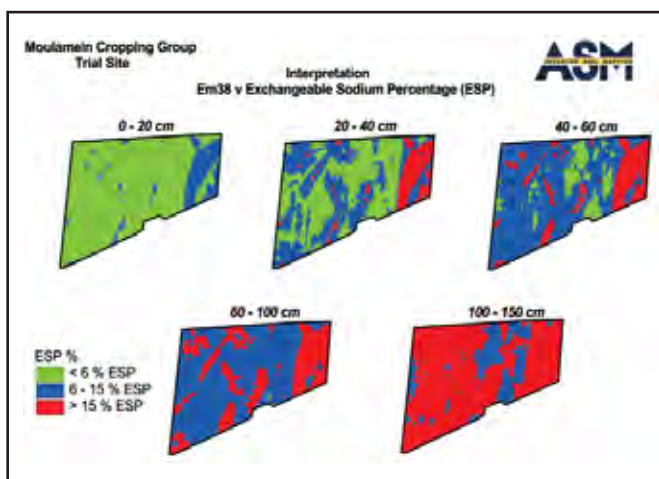 Moulamein Cropping Group
Trial Site
ASM
Interpretation
Em38 v Exchangeable Sodium Percentage (ESP)
0 - 20 cm
20 - 40 cm
40 - 60 cm
60 - 100 cm
100 - 150 cm
ESP %
< 6 % ESP
6 - 15 % ESP
> 15 % ESP